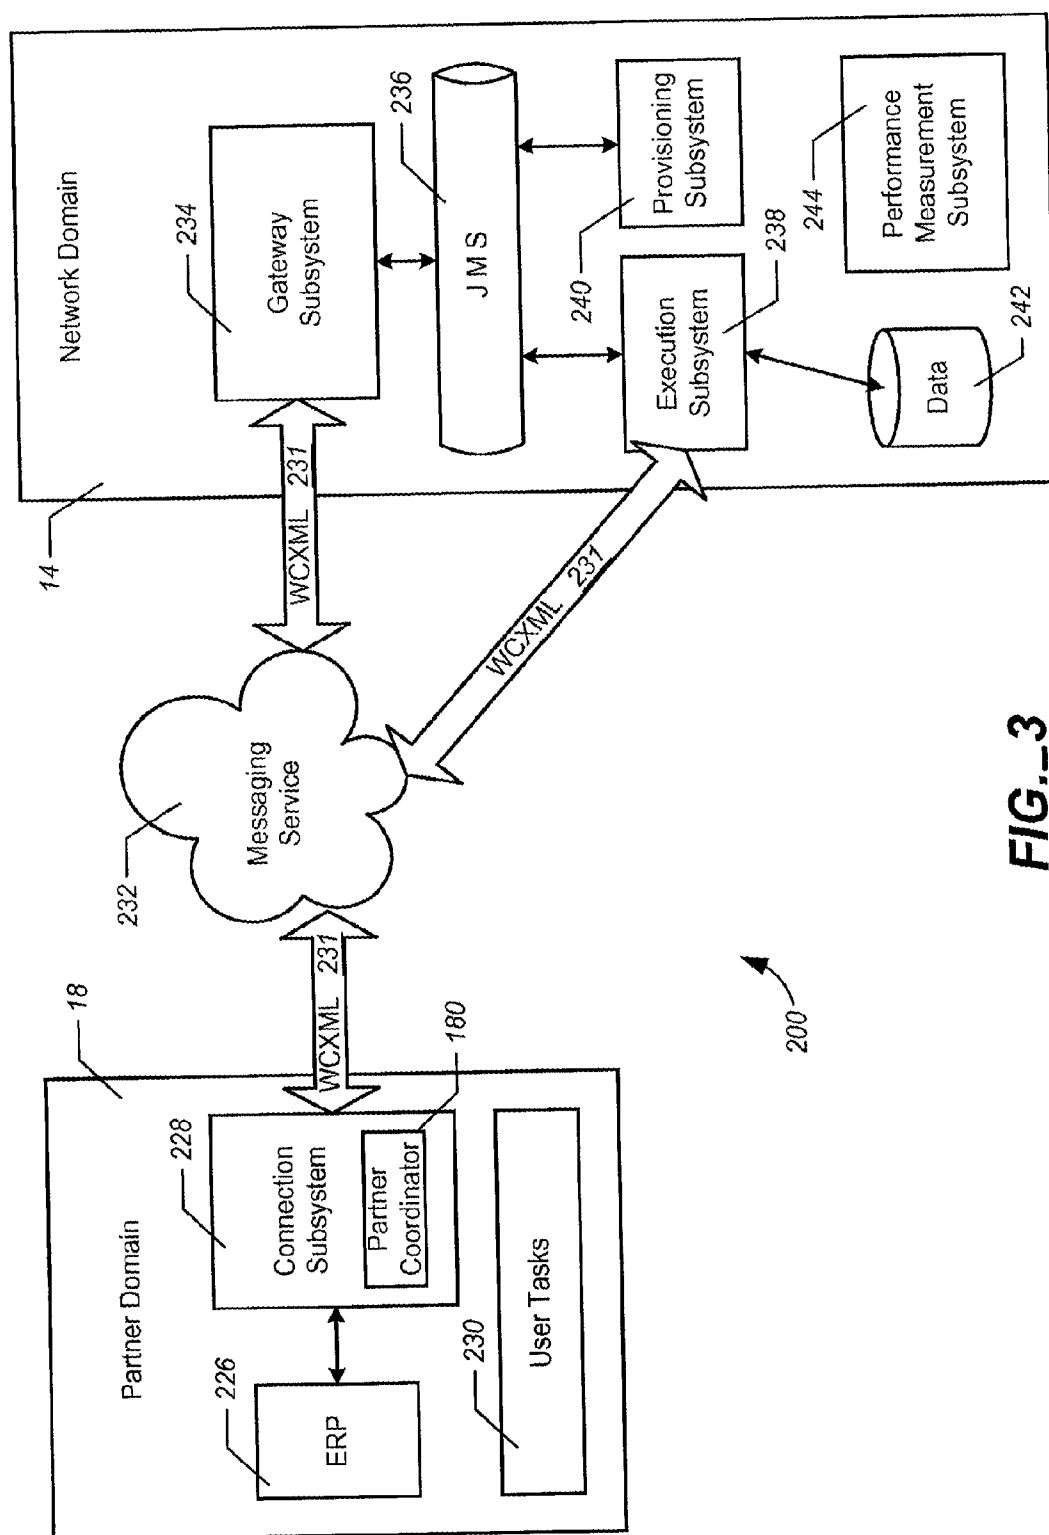 Partner Domain
18
226
ERP
228
Connection
Subsystem
Partner
Coordinator
180
230
User Tasks
WCXML 231
232
Messaging
Service
WCXML 231
WCXML 231
14
Network Domain
234
Gateway
Subsystem
236
JMS
240
Provisioning
Subsystem
Execution
Subsystem
238
Data
242
244
Performance
Measurement
Subsystem
200
FIG._3